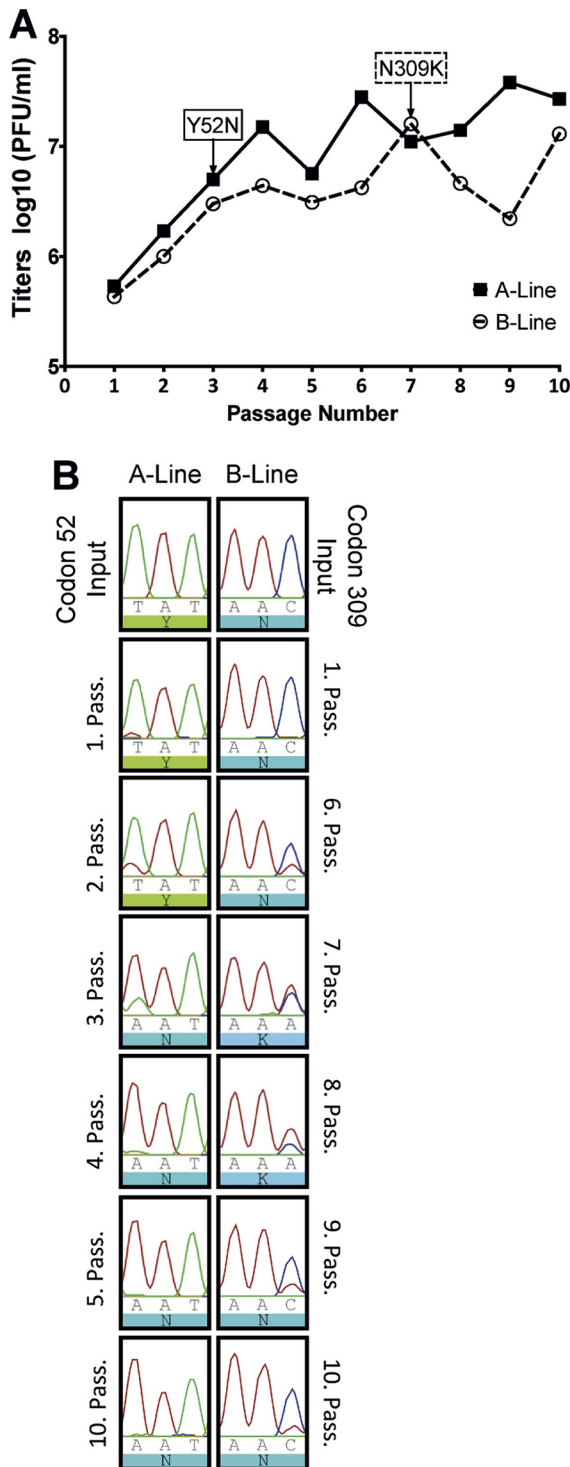 A
8
7
6
5
Titers log10 (PFU/ml)
Y52N
N309K
A-Line
B-Line
0 1 2 3 4 5 6 7 8 9 10
Passage Number
B
A-Line B-Line
Codon 52
Input
T A T
Y
A A C
N
Codon 309
Input
1. Pass.
T A T
Y
A A C
N
1. Pass.
2. Pass.
T A T
Y
A A C
N
6. Pass.
3. Pass.
A A T
N
A A A
K
7. Pass.
4. Pass.
A A T
N
A A A
K
8. Pass.
5. Pass.
A A T
N
A A C
N
9. Pass.
10. Pass.
A A T
N
A A C
N
10. Pass.